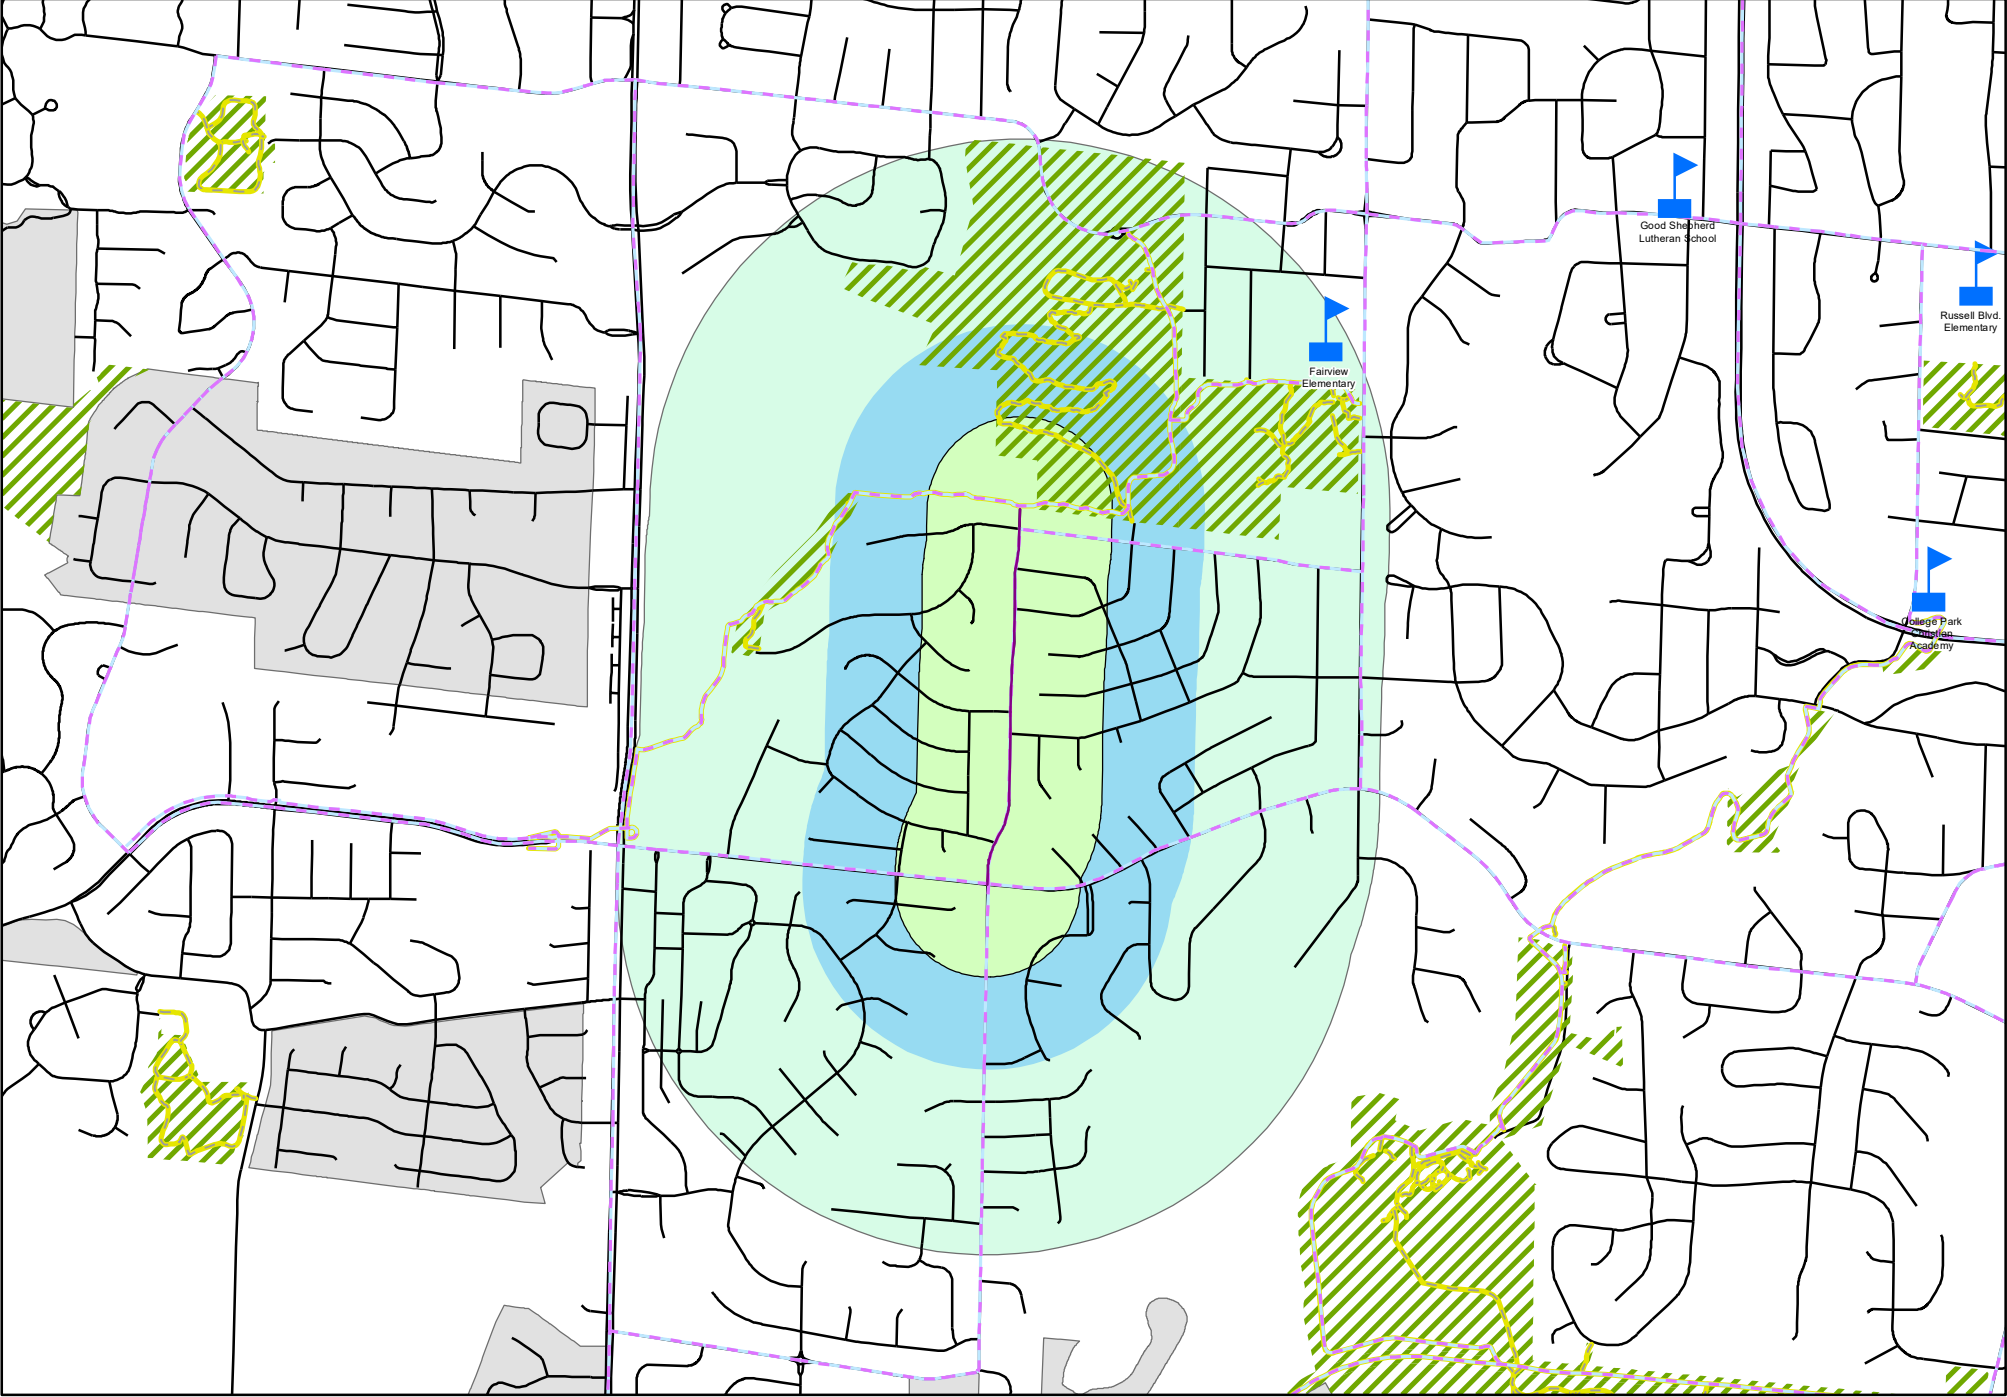 Good Shepherd
Lutheran School
Russell Blvd.
Elementary
Fairview
Elementary
College Park
Christian
Academy